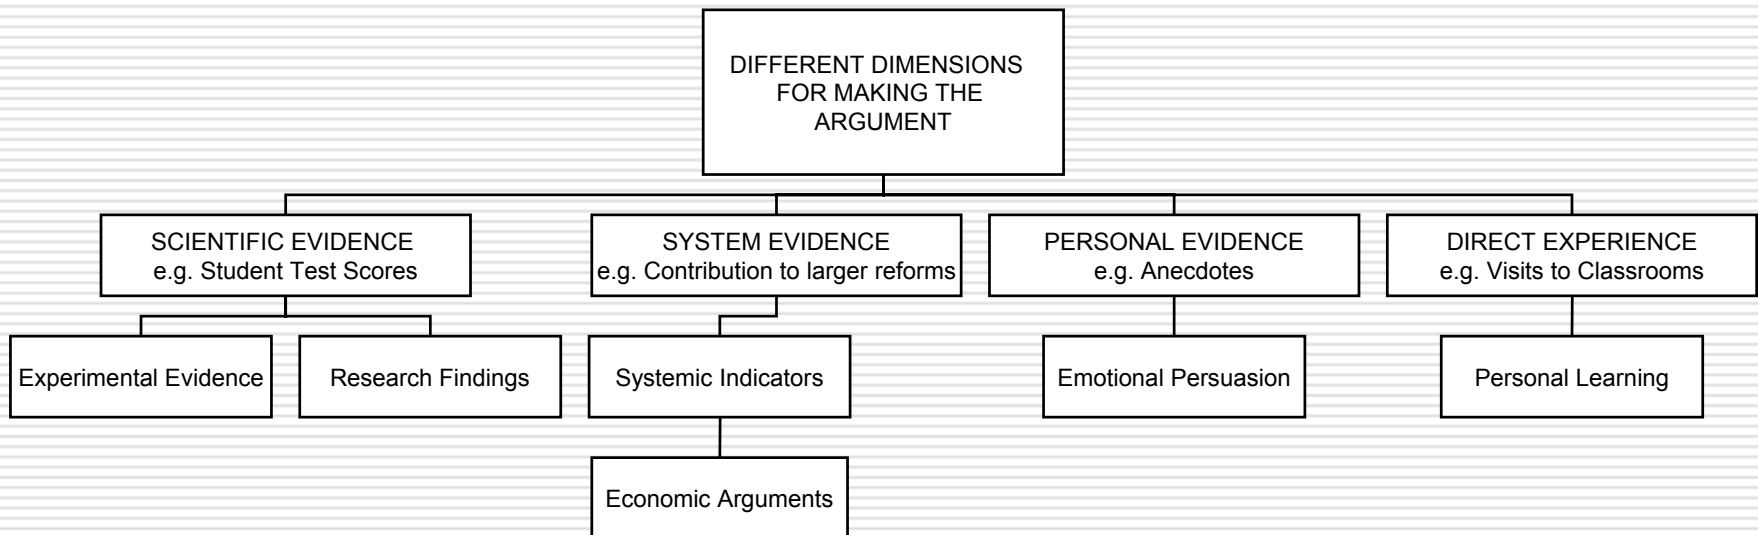 DIFFERENT DIMENSIONS
FOR MAKING THE
ARGUMENT
SCIENTIFIC EVIDENCE
e.g. Student Test Scores
SYSTEM EVIDENCE
e.g. Contribution to larger reforms
PERSONAL EVIDENCE
e.g. Anecdotes
DIRECT EXPERIENCE
e.g. Visits to Classrooms
Experimental Evidence
Research Findings
Systemic Indicators
Emotional Persuasion
Personal Learning
Economic Arguments